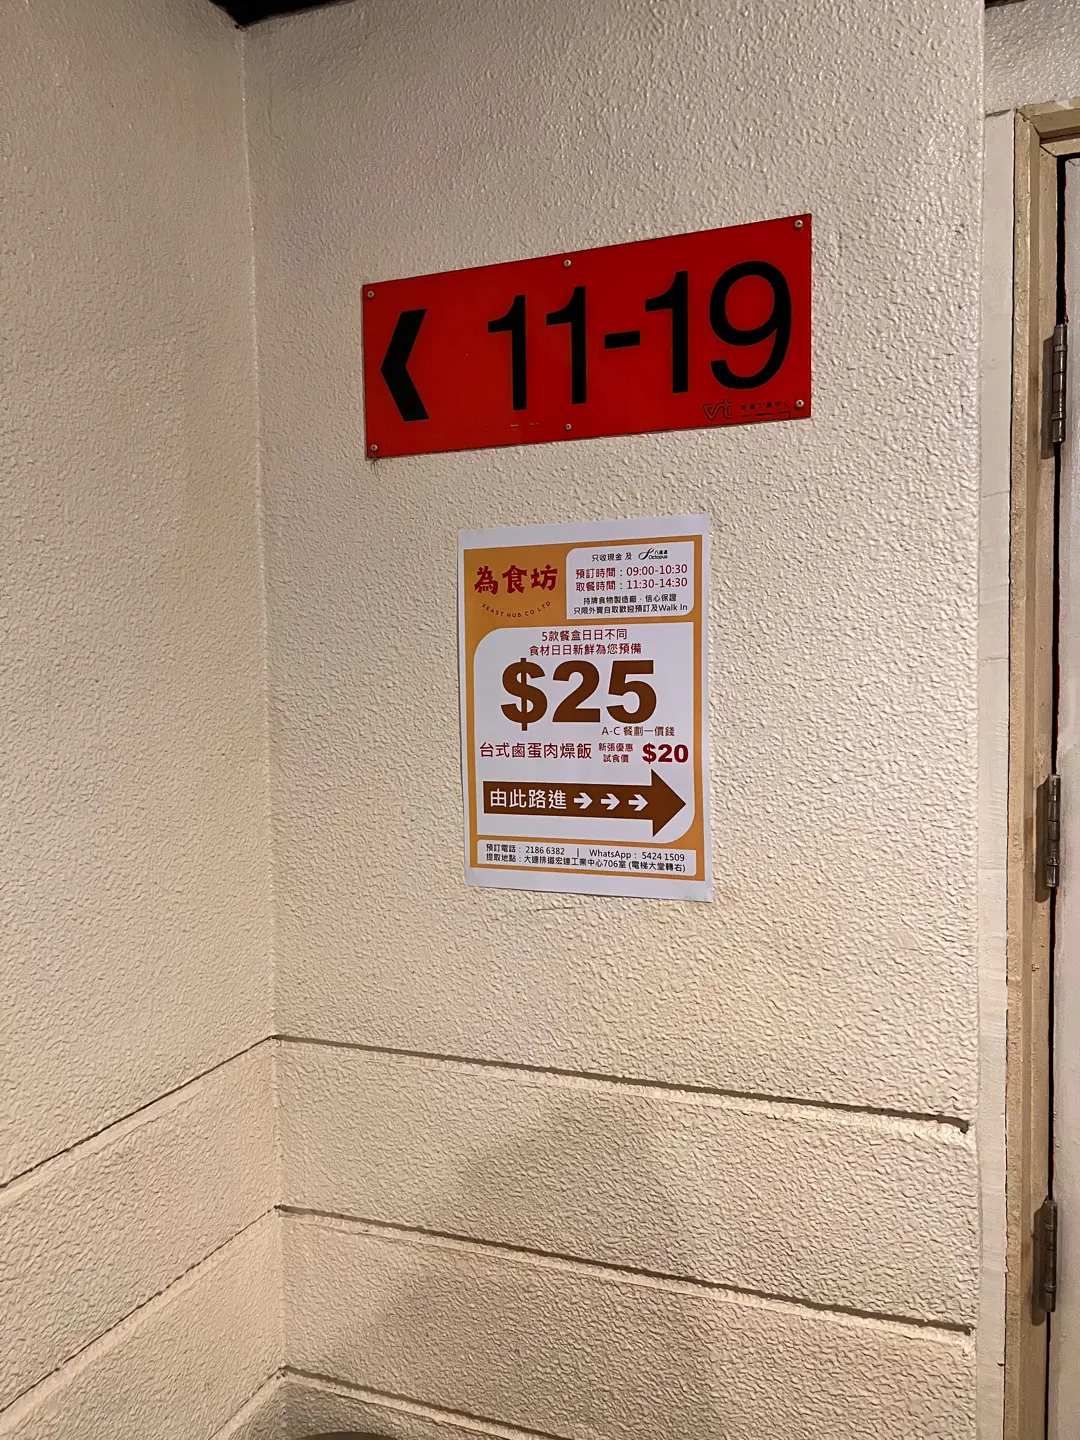 11-19
vt
只收現金 及 八達通 Octopus
為食坊
FEAST HUB CO LTD
預訂時間：09:00-10:30
取餐時間：11:30-14:30
持牌食物製造廠．信心保證
只限外賣自取歡迎預訂及Walk In
5款餐盒日日不同
食材日日新鮮為您預備
$25
A-C 餐劃一價錢
台式鹵蛋肉燥飯 新張優惠 試食價 $20
由此路進
預訂電話：2186 6382 | WhatsApp：5424 1509
提取地點：大連排道宏達工業中心706室 (電梯大堂轉右)